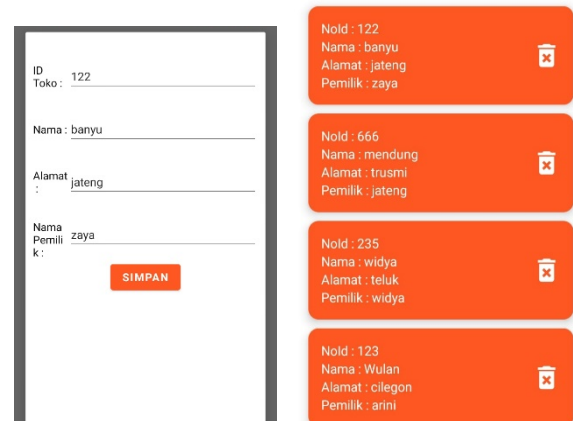 ID
Toko : 122
Nama : banyu
Alamat
: jateng
Nama
Pemili
k : zaya
SIMPAN
NoId : 122
Nama : banyu
Alamat : jateng
Pemilik : zaya
NoId : 666
Nama : mendung
Alamat : trusmi
Pemilik : jateng
NoId : 235
Nama : widya
Alamat : teluk
Pemilik : widya
NoId : 123
Nama : Wulan
Alamat : cilegon
Pemilik : arini